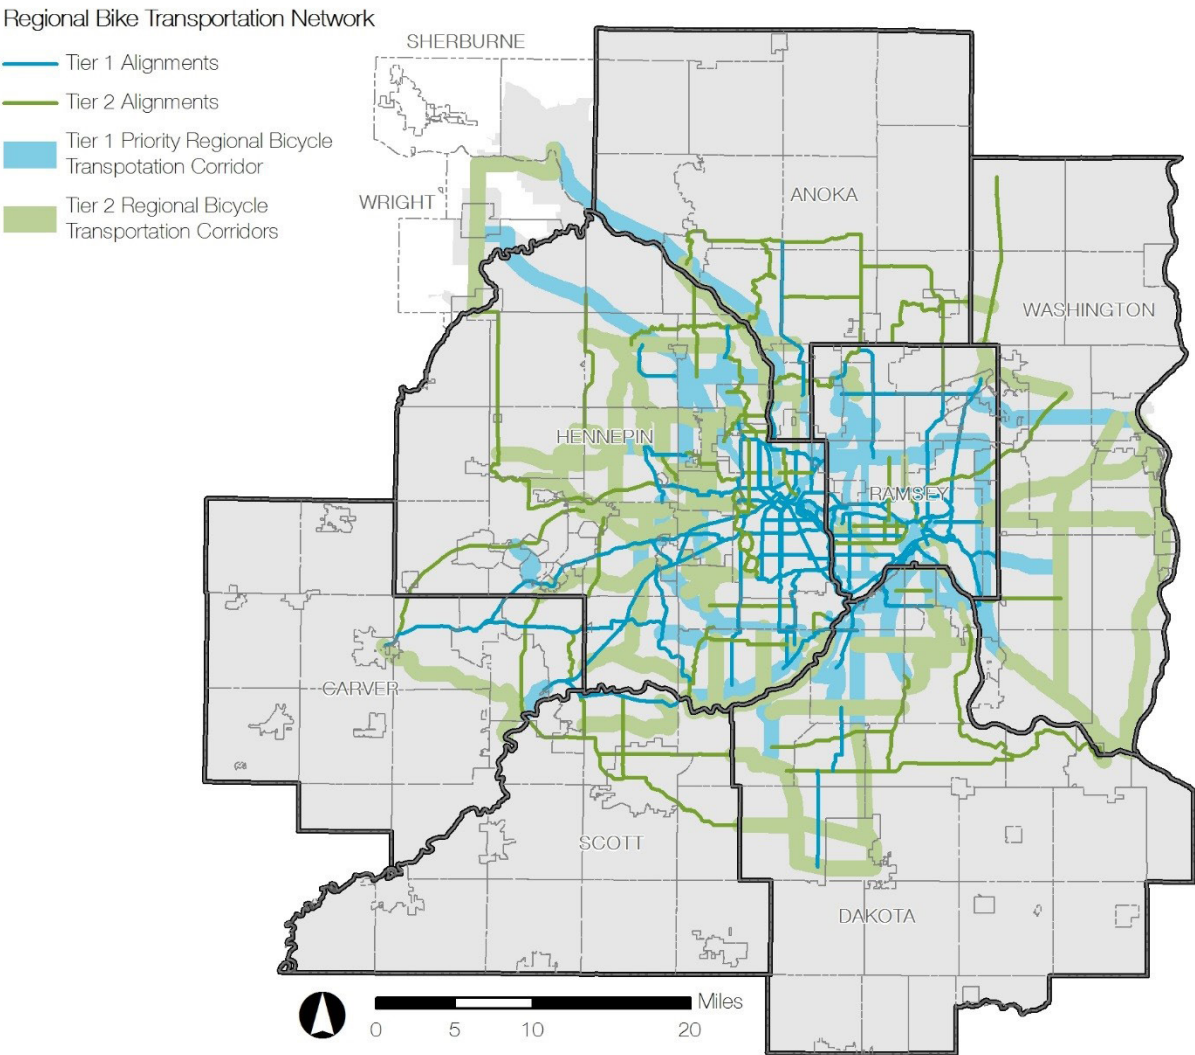 Regional Bike Transportation Network
Tier 1 Alignments
Tier 2 Alignments
Tier 1 Priority Regional Bicycle
Transpotation Corridor
Tier 2 Regional Bicycle
Transportation Corridors
SHERBURNE
WRIGHT
ANOKA
WASHINGTON
HENNEPIN
RAMSEY
CARVER
SCOTT
DAKOTA
Miles
0 5 10 20